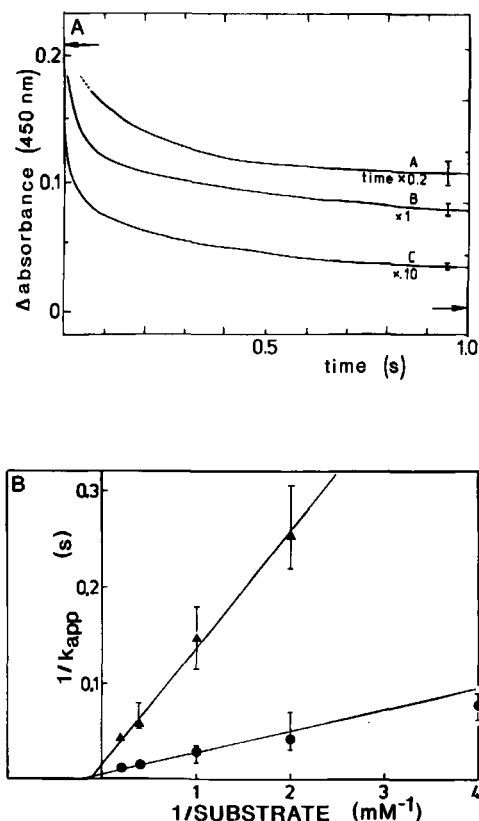 A
0.2
0.1
0
Δ absorbance (450 nm)
A
time ×0.2
B
×1
C
×.10
0.5
1.0
time (s)
B
0.3
0.2
0.1
1/kapp (s)
1
2
3
4
1/SUBSTRATE (mM⁻¹)